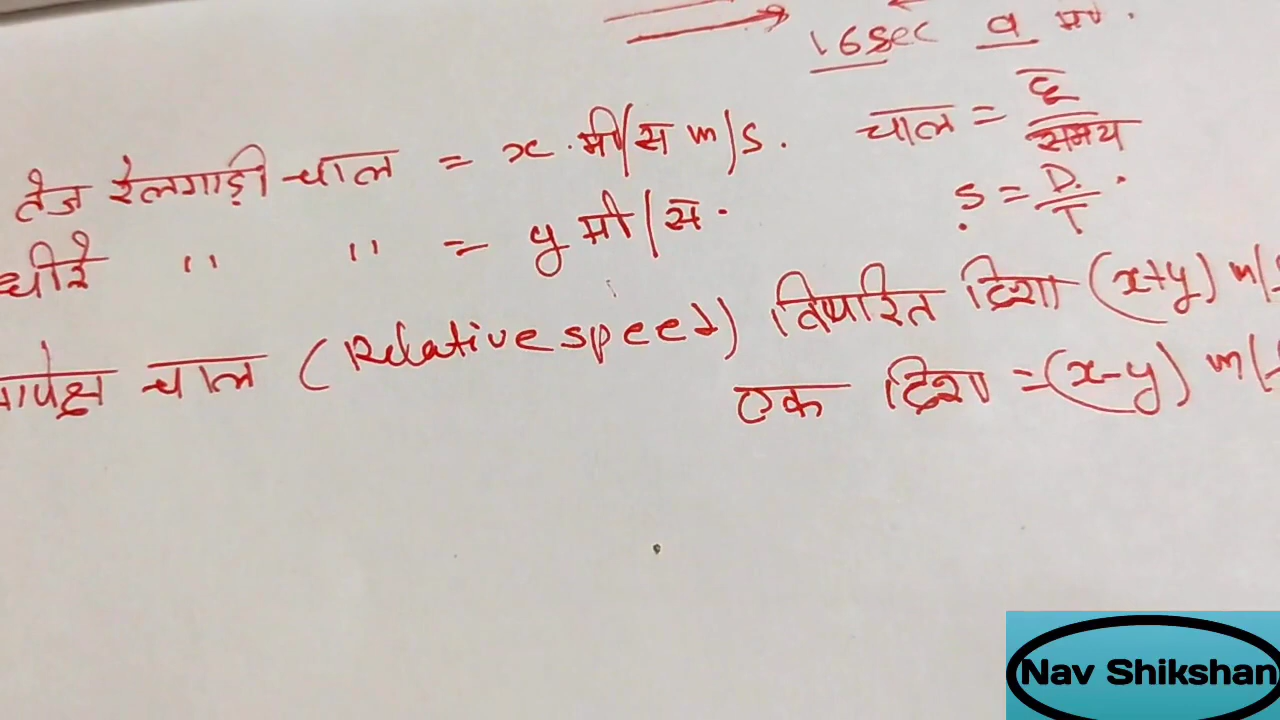 16sec व
तेज रेलगाड़ी चाल = x मी/स m/s. चाल = दू/समय
धीरे " " = y मी/स. S = D/T
सापेक्ष चाल (Relative speed) विपरित दिशा (x+y) m/s
एक दिशा = (x-y) m/s
Nav Shikshan